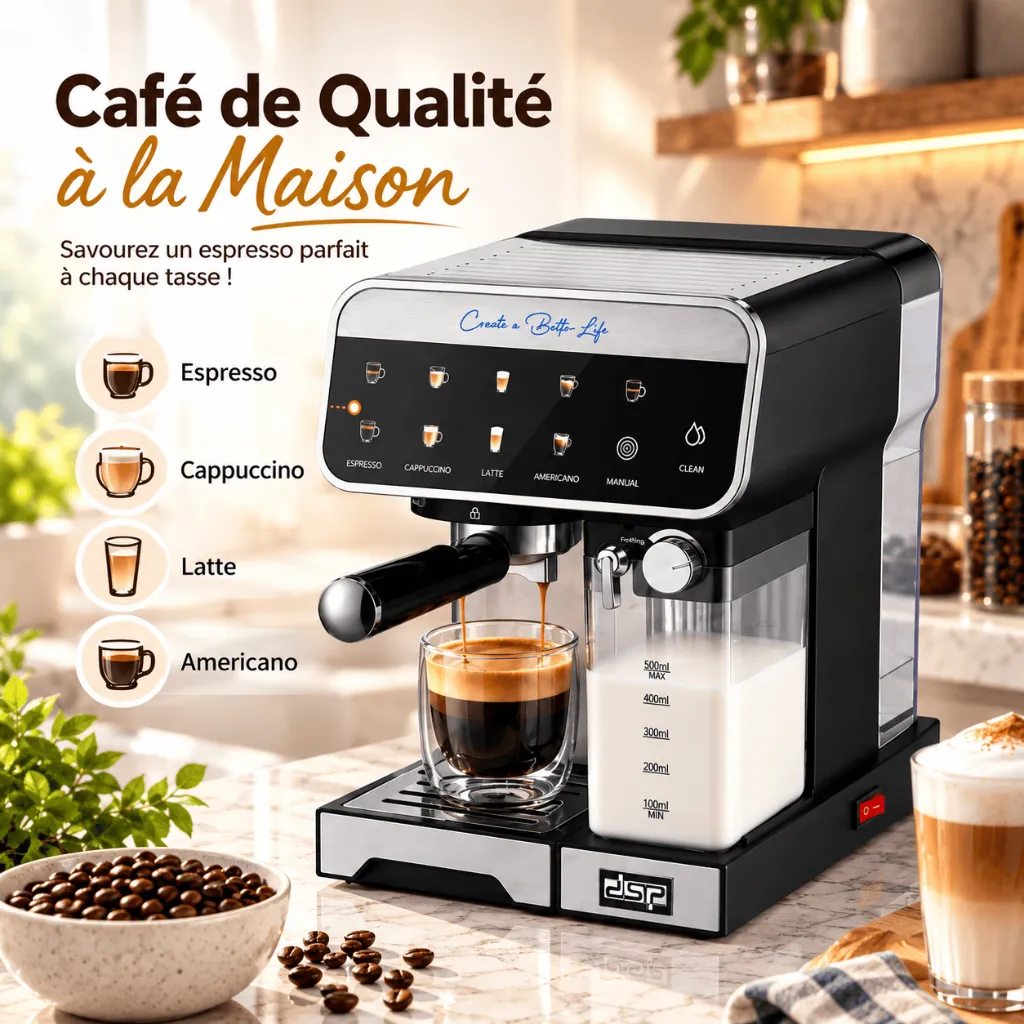 Café de Qualité
à la Maison
Savourez un espresso parfait
à chaque tasse !
Espresso
Cappuccino
Latte
Americano
Create a Better Life
ESPRESSO
CAPPUCCINO
LATTE
AMERICANO
MANUAL
CLEAN
Frothing
500ml
MAX
400ml
300ml
200ml
100ml
MIN
dsp